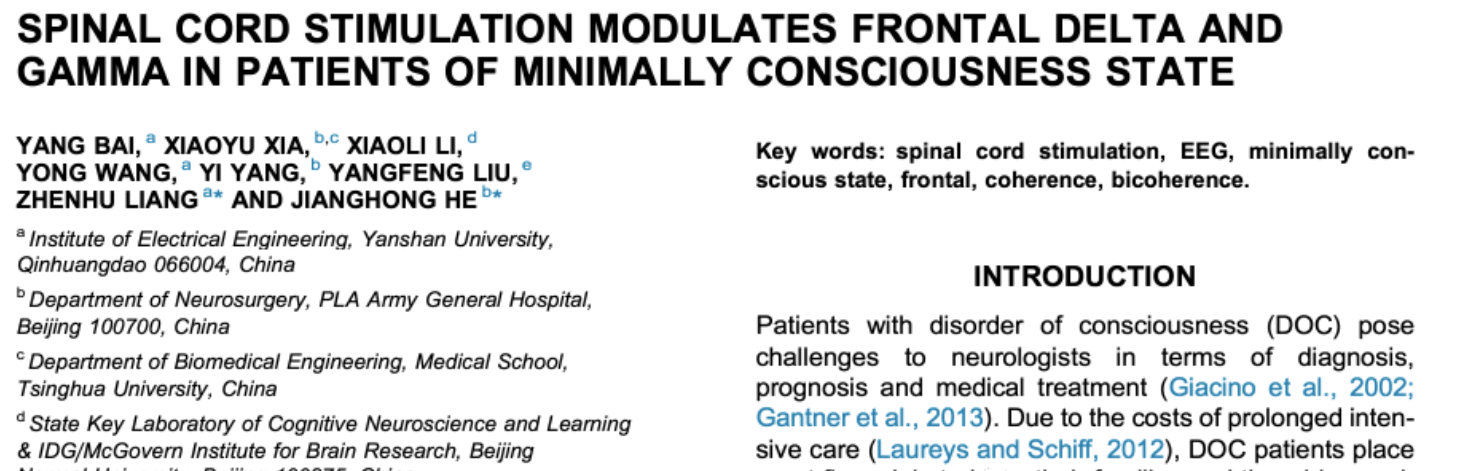 SPINAL CORD STIMULATION MODULATES FRONTAL DELTA AND
GAMMA IN PATIENTS OF MINIMALLY CONSCIOUSNESS STATE
YANG BAI, a XIAOYU XIA, b,c XIAOLI LI, d
YONG WANG, a YI YANG, b YANGFENG LIU, e
ZHENHU LIANG a* AND JIANGHONG HE b*
a Institute of Electrical Engineering, Yanshan University,
Qinhuangdao 066004, China
b Department of Neurosurgery, PLA Army General Hospital,
Beijing 100700, China
c Department of Biomedical Engineering, Medical School,
Tsinghua University, China
d State Key Laboratory of Cognitive Neuroscience and Learning
& IDG/McGovern Institute for Brain Research, Beijing
Key words: spinal cord stimulation, EEG, minimally con-
scious state, frontal, coherence, bicoherence.
INTRODUCTION
Patients with disorder of consciousness (DOC) pose
challenges to neurologists in terms of diagnosis,
prognosis and medical treatment (Giacino et al., 2002;
Gantner et al., 2013). Due to the costs of prolonged inten-
sive care (Laureys and Schiff, 2012), DOC patients place